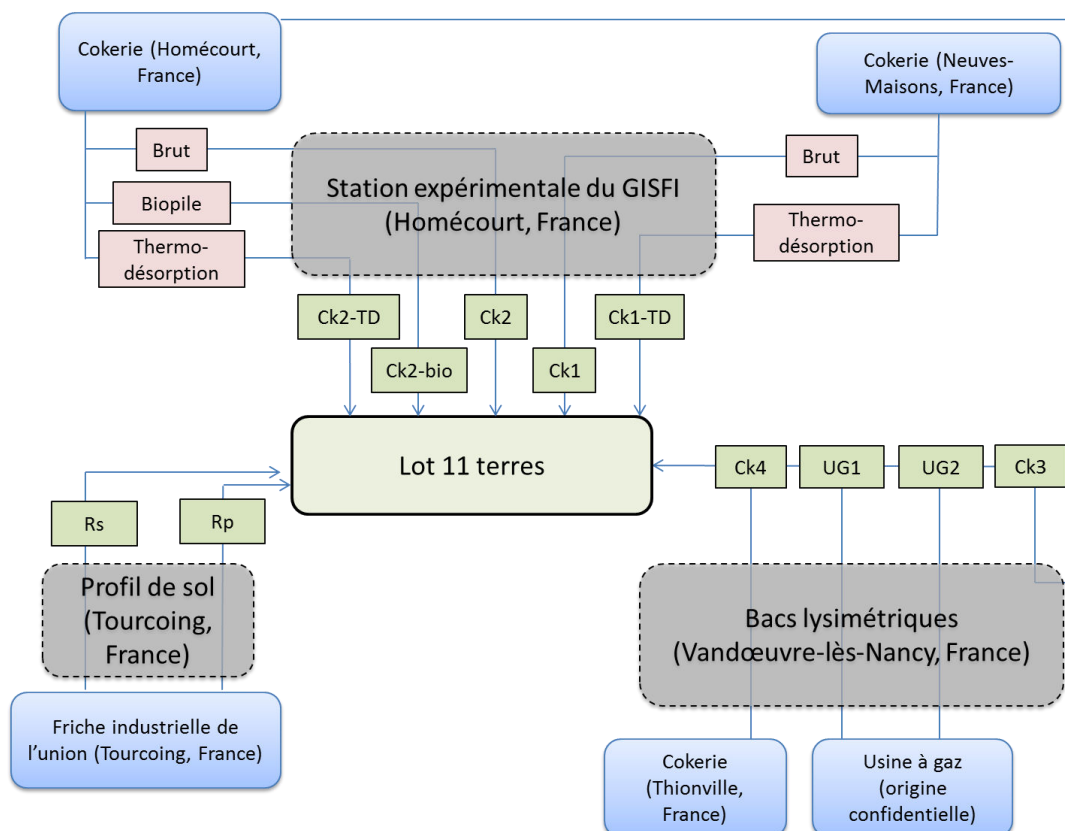 Cokerie (Homécourt,
France)
Cokerie (Neuves-
Maisons, France)
Brut
Biopile
Thermo-
désorption
Station expérimentale du GISFI
(Homécourt, France)
Brut
Thermo-
désorption
Ck2-TD
Ck2
Ck1-TD
Ck2-bio
Ck1
Lot 11 terres
Ck4
UG1
UG2
Ck3
Rs
Rp
Profil de sol
(Tourcoing,
France)
Bacs lysimétriques
(Vandœuvre-lès-Nancy, France)
Friche industrielle de
l’union (Tourcoing, France)
Cokerie
(Thionville,
France)
Usine à gaz
(origine
confidentielle)